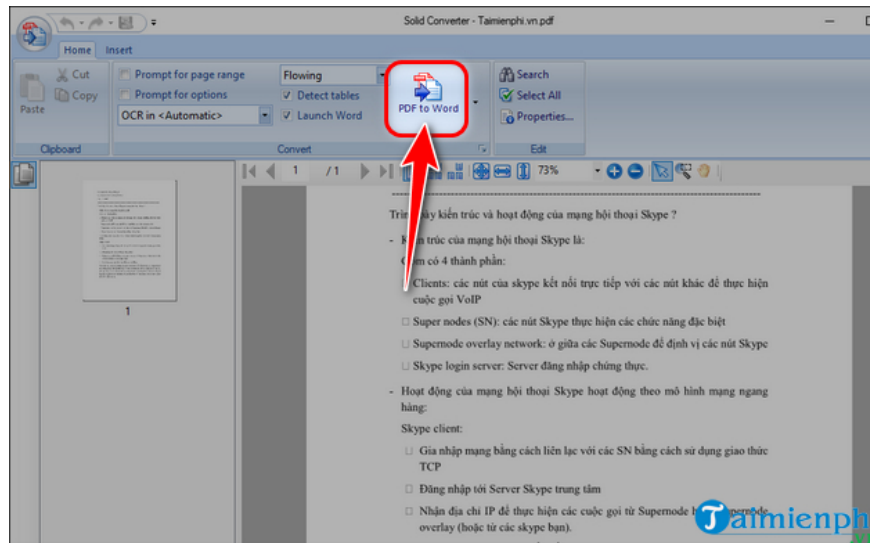 Solid Converter - Taimienphi.vn.pdf
Home Insert
Cut
Copy
Paste
Clipboard
Prompt for page range
Prompt for options
OCR in <Automatic>
Flowing
Detect tables
Launch Word
PDF to Word
Convert
Search
Select All
Properties...
Edit
1 / 1 73%
1
Trình bày kiến trúc và hoạt động của mạng hội thoại Skype ?
- Kiến trúc của mạng hội thoại Skype là:
Gồm có 4 thành phần:
Clients: các nút của skype kết nối trực tiếp với các nút khác để thực hiện
cuộc gọi VoIP
Super nodes (SN): các nút Skype thực hiện các chức năng đặc biệt
Supernode overlay network: ở giữa các Supernode để định vị các nút Skype
Skype login server: Server đăng nhập chứng thực.
- Hoạt động của mạng hội thoại Skype hoạt động theo mô hình mạng ngang
hàng:
Skype client:
Gia nhập mạng bằng cách liên lạc với các SN bằng cách sử dụng giao thức
TCP
Đăng nhập tới Server Skype trung tâm
Nhận địa chỉ IP để thực hiện các cuộc gọi từ Supernode
overlay (hoặc từ các skype bạn).
Taimienph